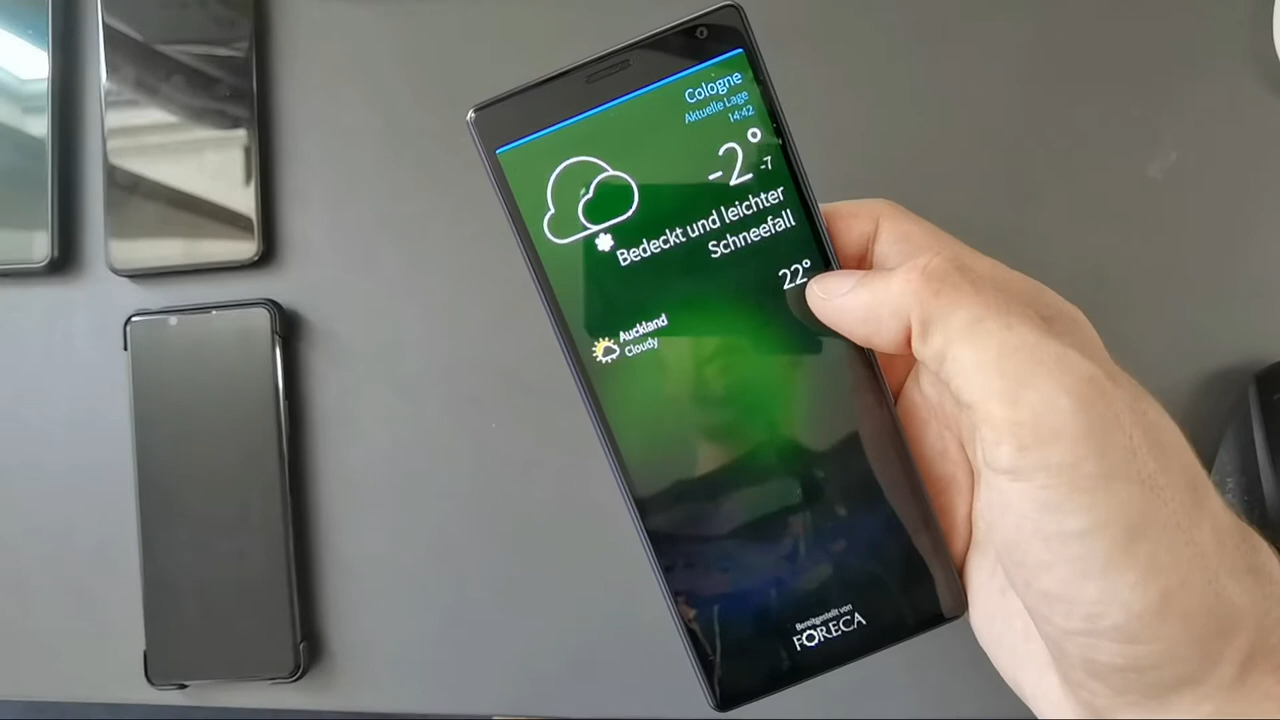 Cologne
Aktuelle Lage
14:42
-2°
-7
Bedeckt und leichter
Schneefall
22°
Auckland
Cloudy
Bereitgestellt von
FORECA